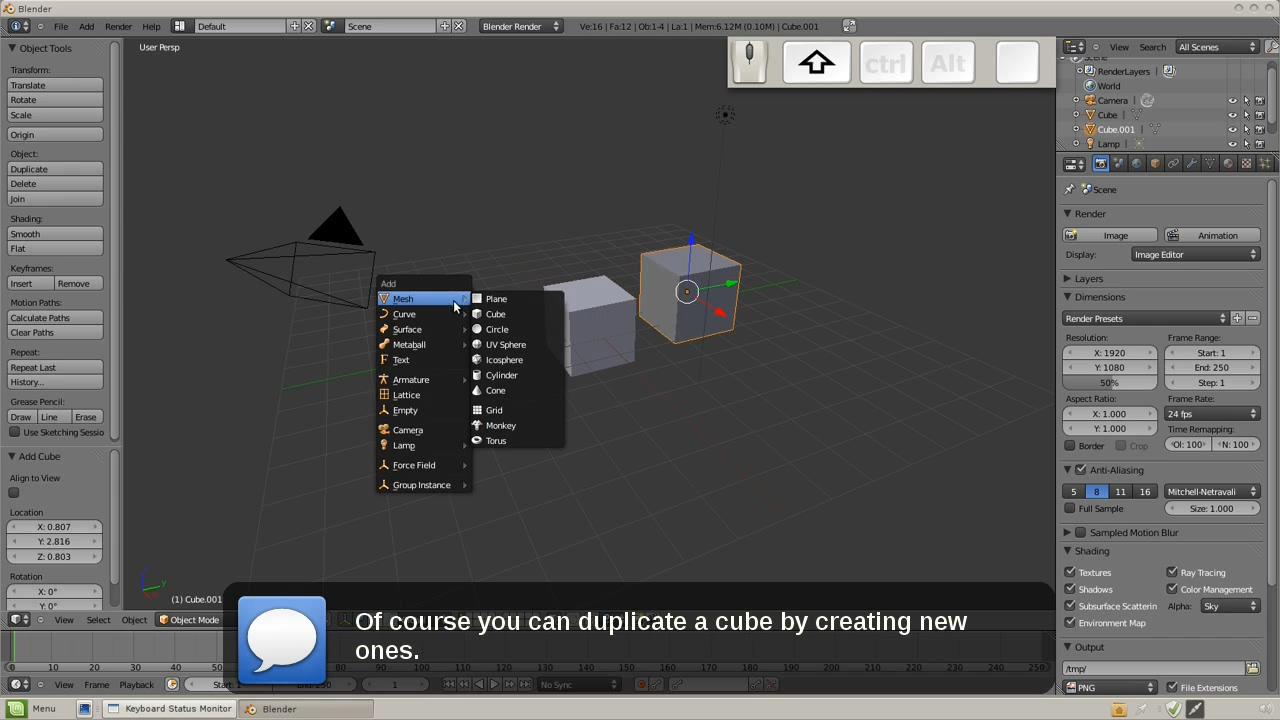 Blender
File Add Render Help Default Scene Blender Render Ve:16 | Fa:12 | Ob:1-4 | La:1 | Mem:6.12M (0.10M) | Cube.001
Object Tools
Transform:
Translate
Rotate
Scale
Origin
Object:
Duplicate
Delete
Join
Shading:
Smooth
Flat
Keyframes:
Insert Remove
Motion Paths:
Calculate Paths
Clear Paths
Repeat:
Repeat Last
History...
Grease Pencil:
Draw Line Erase
Use Sketching Sessio
Add Cube
Align to View
Location
X: 0.807
Y: 2.816
Z: 0.803
Rotation
X: 0°
Y: 0°
User Persp
ctrl Alt
Add
Mesh
Curve
Surface
Metaball
Text
Armature
Lattice
Empty
Camera
Lamp
Force Field
Group Instance
Plane
Cube
Circle
UV Sphere
Icosphere
Cylinder
Cone
Grid
Monkey
Torus
y
(1) Cube.001
View Search All Scenes
RenderLayers |
World
Camera |
Cube |
Cube.001 |
Lamp |
Scene
Render
Image Animation
Display: Image Editor
Layers
Dimensions
Render Presets
Resolution: Frame Range:
X: 1920 Start: 1
Y: 1080 End: 250
50% Step: 1
Aspect Ratio: Frame Rate:
X: 1.000 24 fps
Y: 1.000 Time Remapping:
Border Crop O: 100 N: 100
Anti-Aliasing
5 8 11 16 Mitchell-Netravali
Full Sample Size: 1.000
Sampled Motion Blur
Shading
Textures Ray Tracing
Shadows Color Management
Subsurface Scatterin Alpha: Sky
Environment Map
Output
/tmp/
PNG File Extensions
View Select Object Object Mode
Of course you can duplicate a cube by creating new
ones.
0 10 20 30 40 50 60 70 80 90 100 110 120 130 140 150 160 170 180 190 200 210 220 230 240 250
View Frame Playback Start: 1 End: 250 1 No Sync
Menu Keyboard Status Monitor Blender